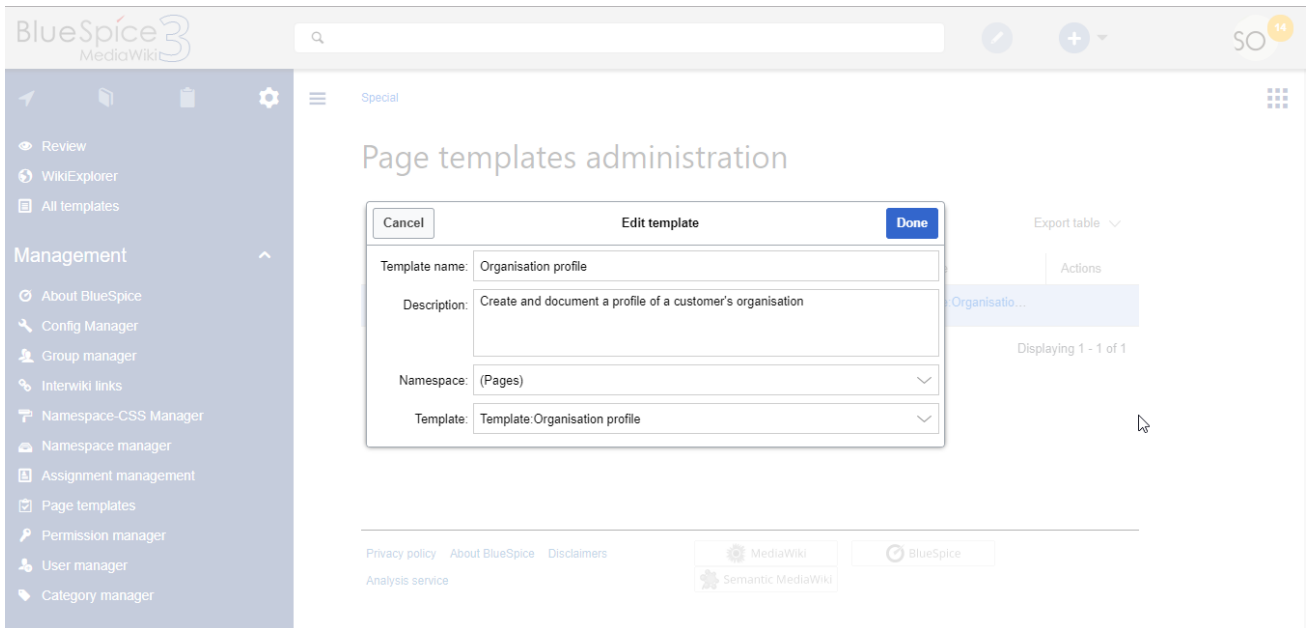 BlueSpice 3
MediaWiki
SO
14
Special
Review
WikiExplorer
All templates
Management
About BlueSpice
Config Manager
Group manager
Interwiki links
Namespace-CSS Manager
Namespace manager
Assignment management
Page templates
Permission manager
User manager
Category manager
Page templates administration
Cancel
Edit template
Done
Template name: Organisation profile
Description: Create and document a profile of a customer's organisation
Namespace: (Pages)
Template: Template:Organisation profile
Export table
Actions
:Organisatio...
Displaying 1 - 1 of 1
Privacy policy About BlueSpice Disclaimers
Analysis service
MediaWiki
BlueSpice
Semantic MediaWiki